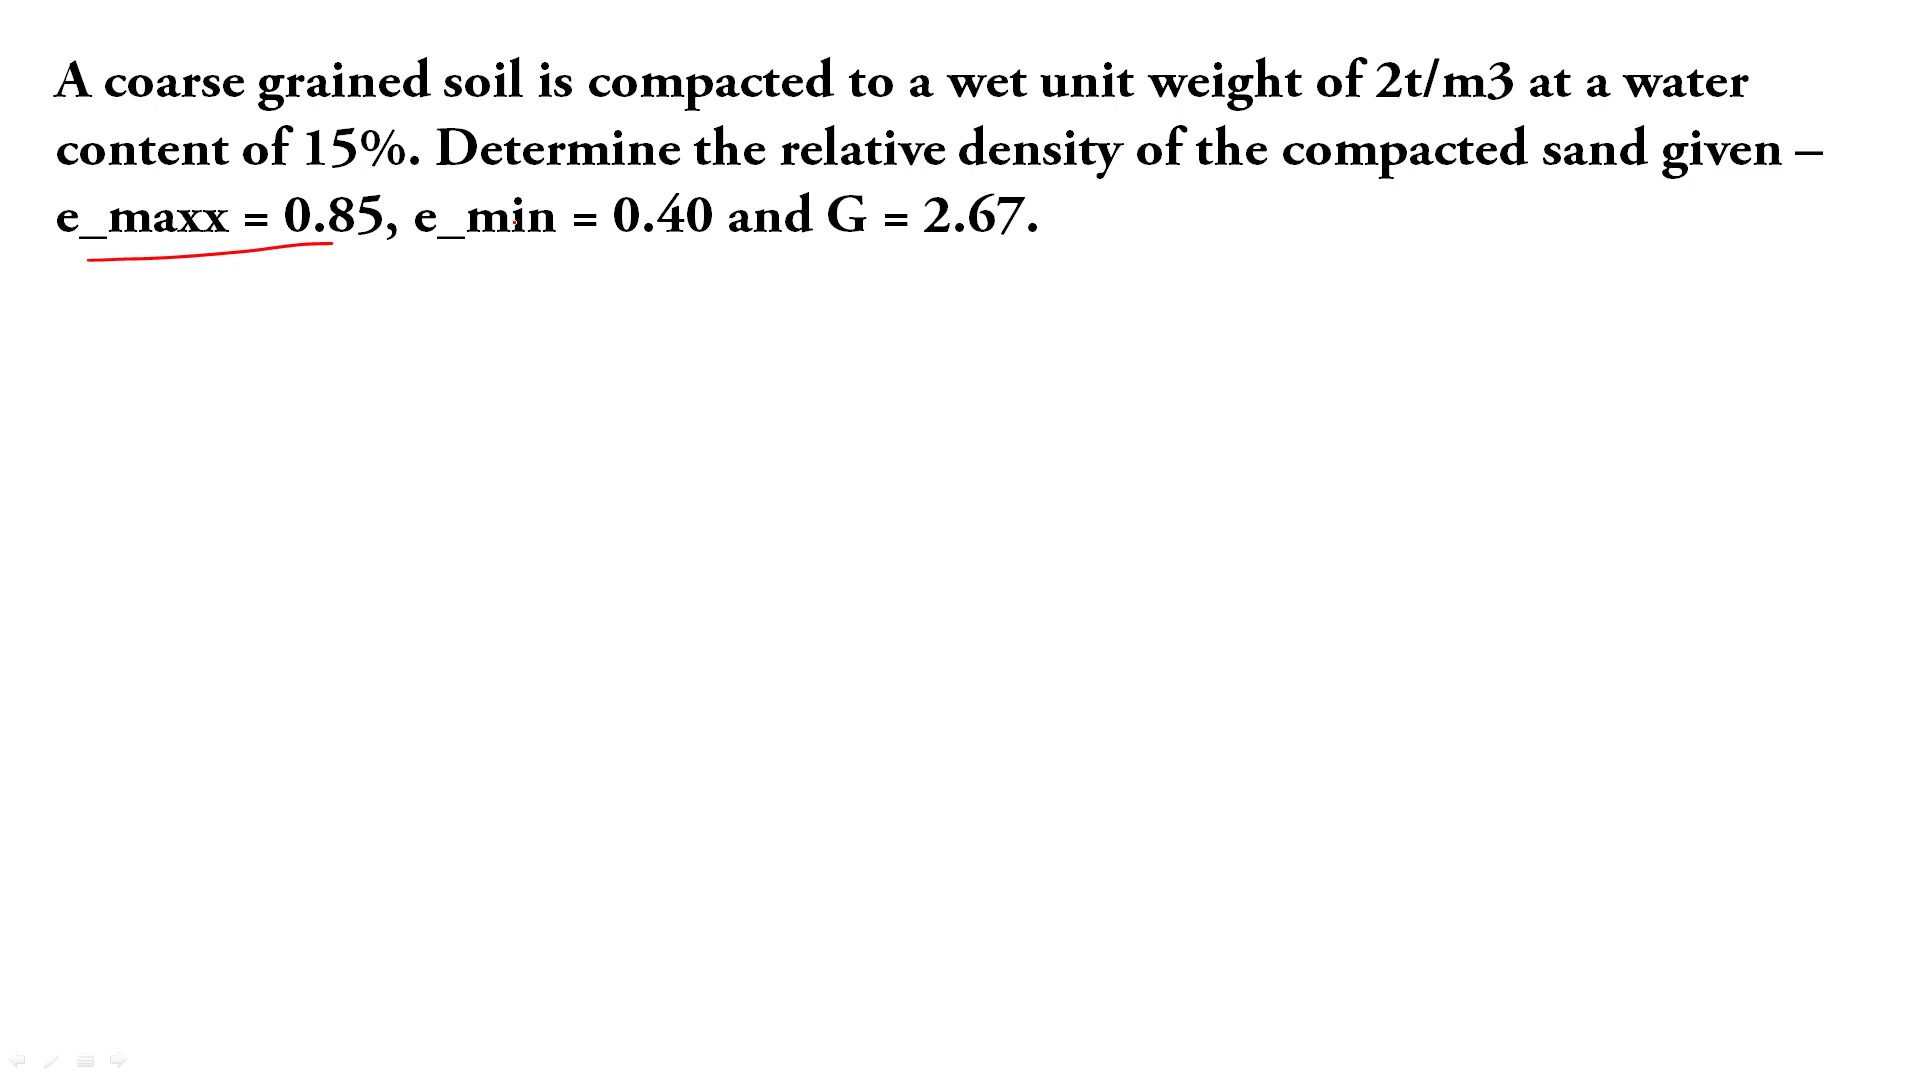 A coarse grained soil is compacted to a wet unit weight of 2t/m3 at a water
content of 15%. Determine the relative density of the compacted sand given –
e_maxx = 0.85, e_min = 0.40 and G = 2.67.